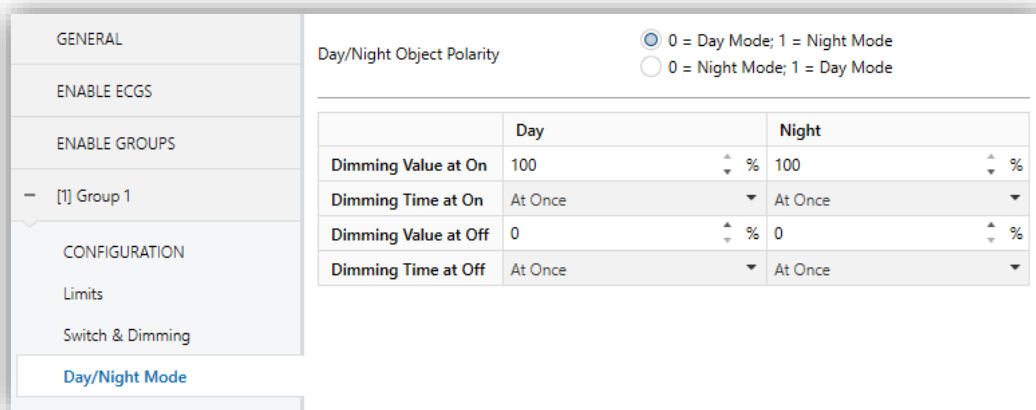 GENERAL
ENABLE ECGS
ENABLE GROUPS
− [1] Group 1
CONFIGURATION
Limits
Switch & Dimming
Day/Night Mode
Day/Night Object Polarity
0 = Day Mode; 1 = Night Mode
0 = Night Mode; 1 = Day Mode
Day Night
Dimming Value at On 100 % 100 %
Dimming Time at On At Once At Once
Dimming Value at Off 0 % 0 %
Dimming Time at Off At Once At Once